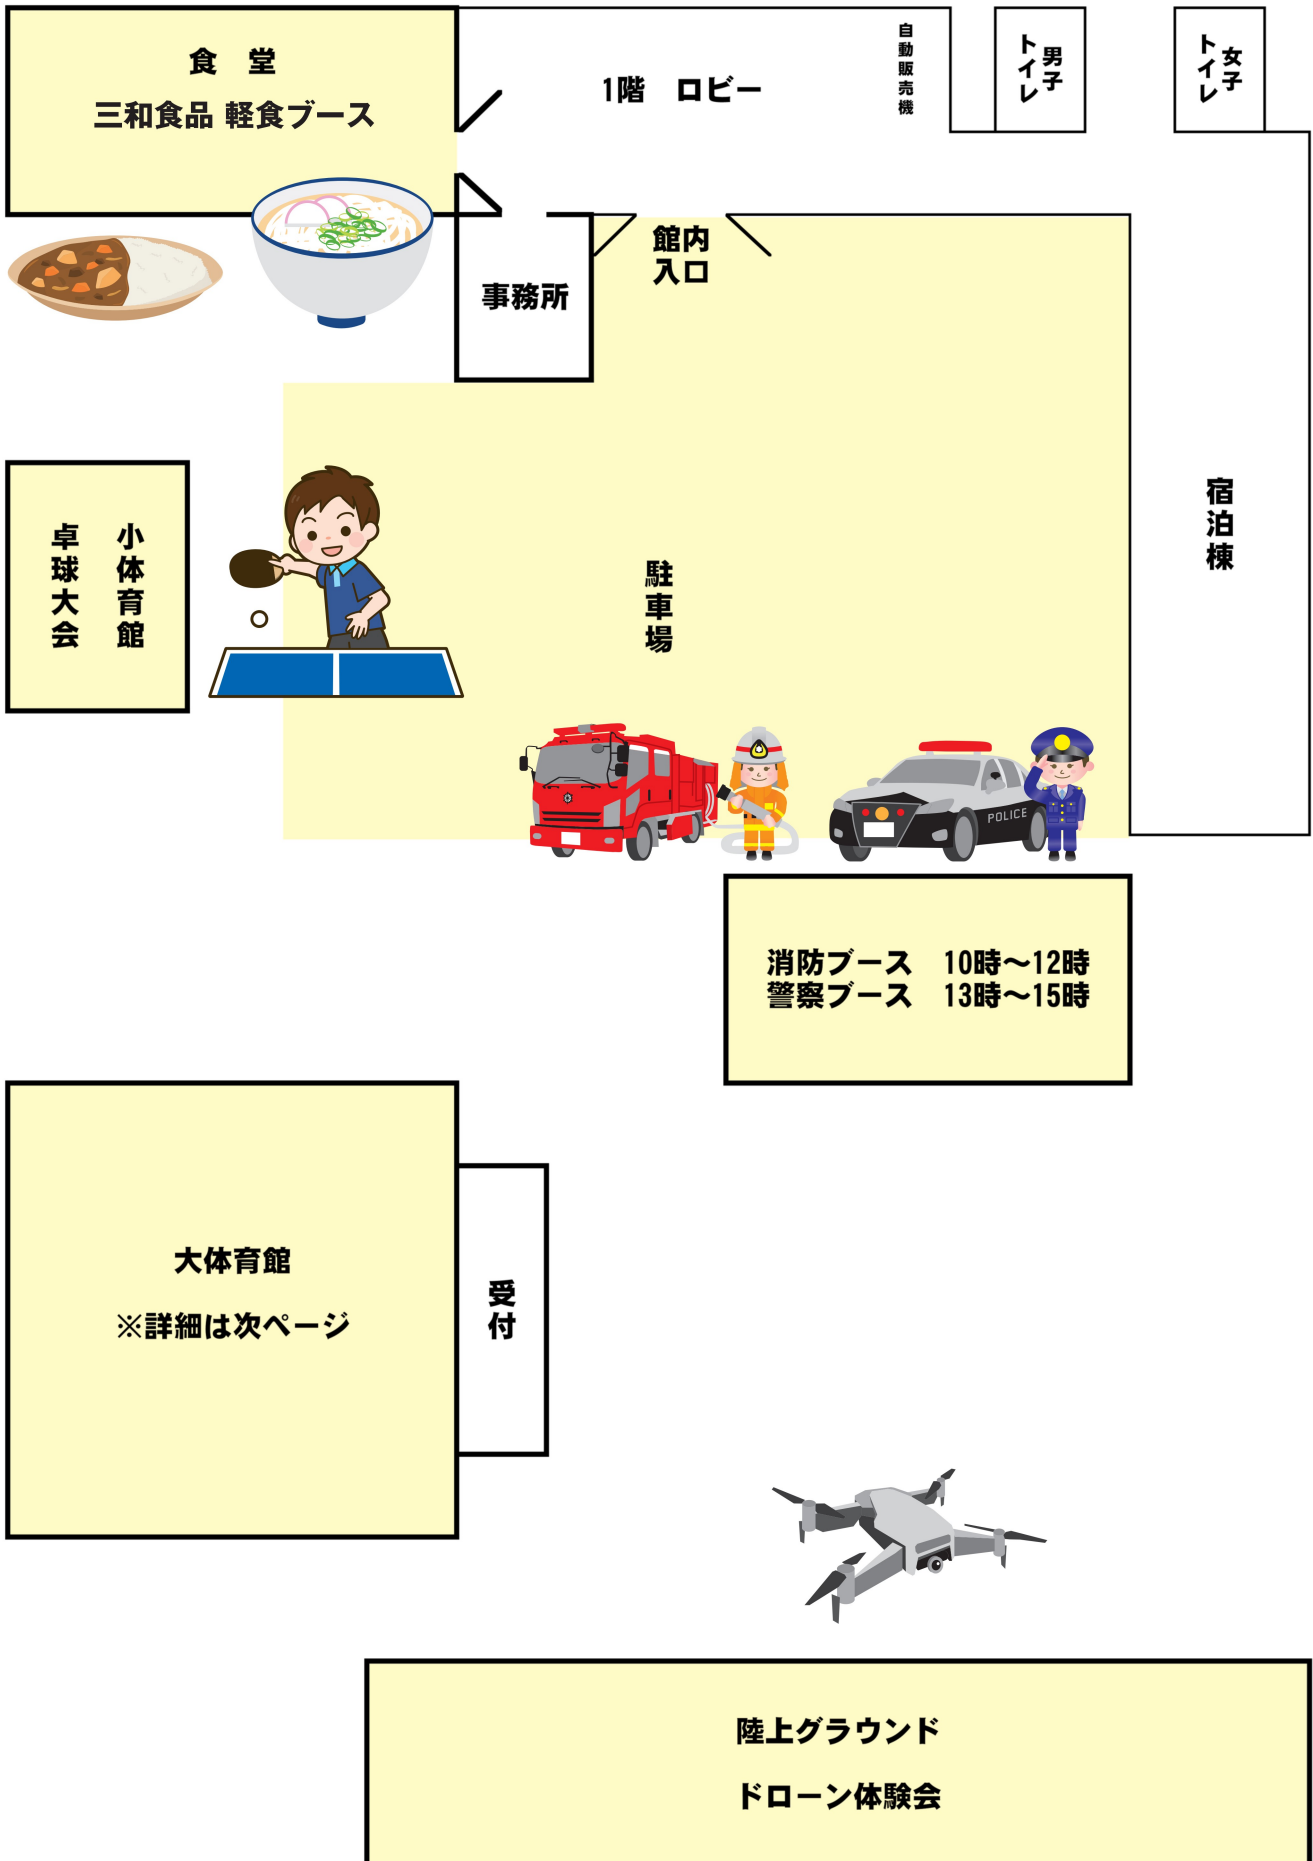 食　堂
三和食品 軽食ブース
1階　ロビー
自動販売機
男子
トイレ
女子
トイレ
館内
入口
事務所
小体育館
卓球大会
駐車場
宿泊棟
POLICE
消防ブース　10時～12時
警察ブース　13時～15時
大体育館
※詳細は次ページ
受付
陸上グラウンド
ドローン体験会